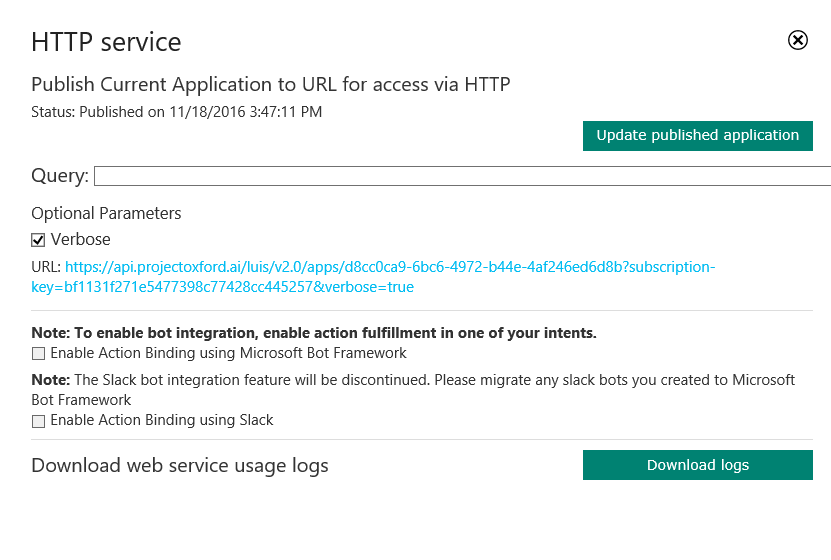 HTTP service
Publish Current Application to URL for access via HTTP
Status: Published on 11/18/2016 3:47:11 PM
Update published application
Query:
Optional Parameters
Verbose
URL: https://api.projectoxford.ai/luis/v2.0/apps/d8cc0ca9-6bc6-4972-b44e-4af246ed6d8b?subscription-
key=bf1131f271e5477398c77428cc445257&verbose=true
Note: To enable bot integration, enable action fulfillment in one of your intents.
Enable Action Binding using Microsoft Bot Framework
Note: The Slack bot integration feature will be discontinued. Please migrate any slack bots you created to Microsoft
Bot Framework
Enable Action Binding using Slack
Download web service usage logs
Download logs